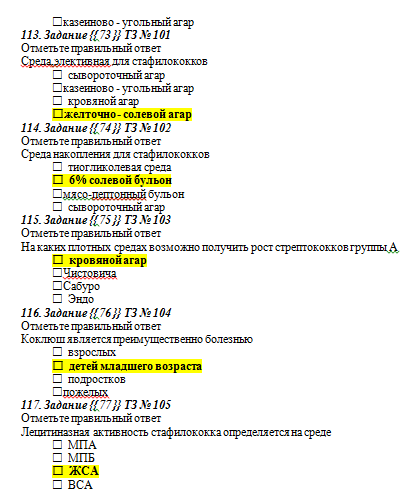 ☐казеиново - угольный агар
113. Задание {{73}} ТЗ № 101
Отметьте правильный ответ
Среда,элективная для стафилококков
☐ сывороточный агар
☐казеиново - угольный агар
☐ кровяной агар
☐желточно- солевой агар
114. Задание {{74}} ТЗ № 102
Отметьте правильный ответ
Среда накопления для стафилококков
☐ тиогликолевая среда
☐ 6% солевой бульон
☐мясо-пептонный бульон
☐ сывороточный агар
115. Задание {{75}} ТЗ № 103
Отметьте правильный ответ
На каких плотных средах возможно получить рост стрептококков группы А
☐ кровяной агар
☐Чистовича
☐Сабуро
☐ Эндо
116. Задание {{76}} ТЗ № 104
Отметьте правильный ответ
Коклюш является преимущественно болезнью
☐ взрослых
☐ детей младшего возраста
☐ подростков
☐пожелых
117. Задание {{77}} ТЗ № 105
Отметьте правильный ответ
Лецитиназная активность стафилококка определяется на среде
☐ МПА
☐ МПБ
☐ ЖСА
☐ ВСА